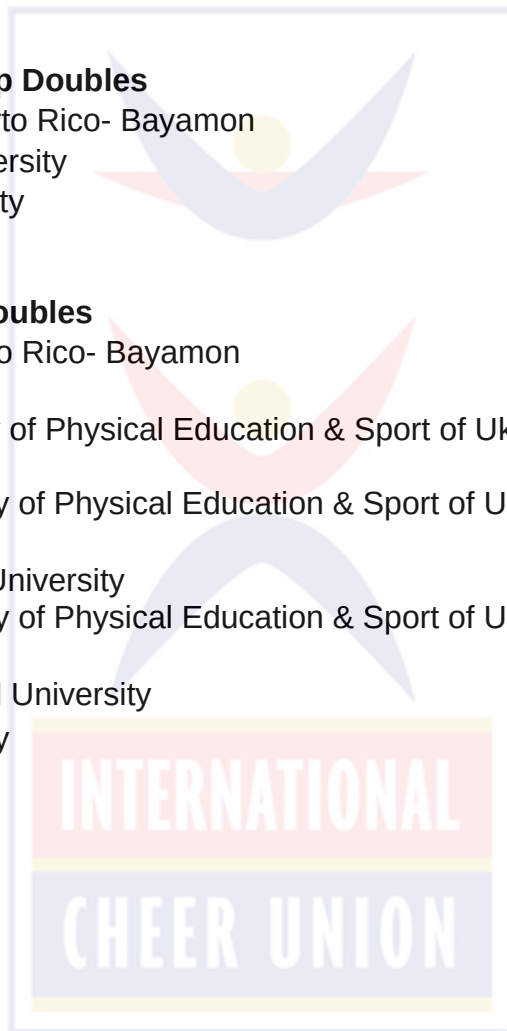 p Doubles
rto Rico- Bayamon
ersity
ty
oubles
o Rico- Bayamon
of Physical Education & Sport of Uk
y of Physical Education & Sport of U
University
y of Physical Education & Sport of U
l University
y
INTERNATIONAL
CHEER UNION